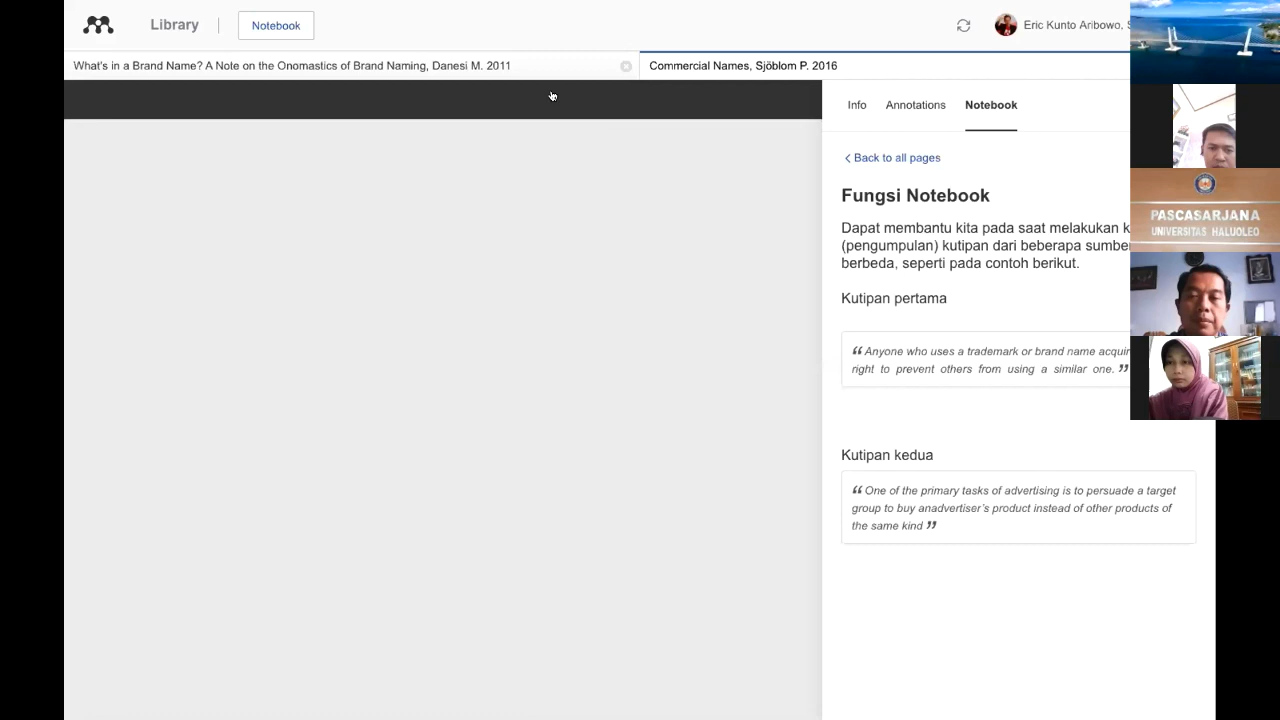 Library
Notebook
Eric Kunto Aribowo, S
What's in a Brand Name? A Note on the Onomastics of Brand Naming, Danesi M. 2011
Commercial Names, Sjöblom P. 2016
Info Annotations Notebook
Back to all pages
Fungsi Notebook
Dapat membantu kita pada saat melakukan k
(pengumpulan) kutipan dari beberapa sumber
berbeda, seperti pada contoh berikut.
Kutipan pertama
“Anyone who uses a trademark or brand name acquir
right to prevent others from using a similar one.”
Kutipan kedua
“One of the primary tasks of advertising is to persuade a target
group to buy anadvertiser's product instead of other products of
the same kind”
PASCASARJANA
UNIVERSITAS HALUOLEO